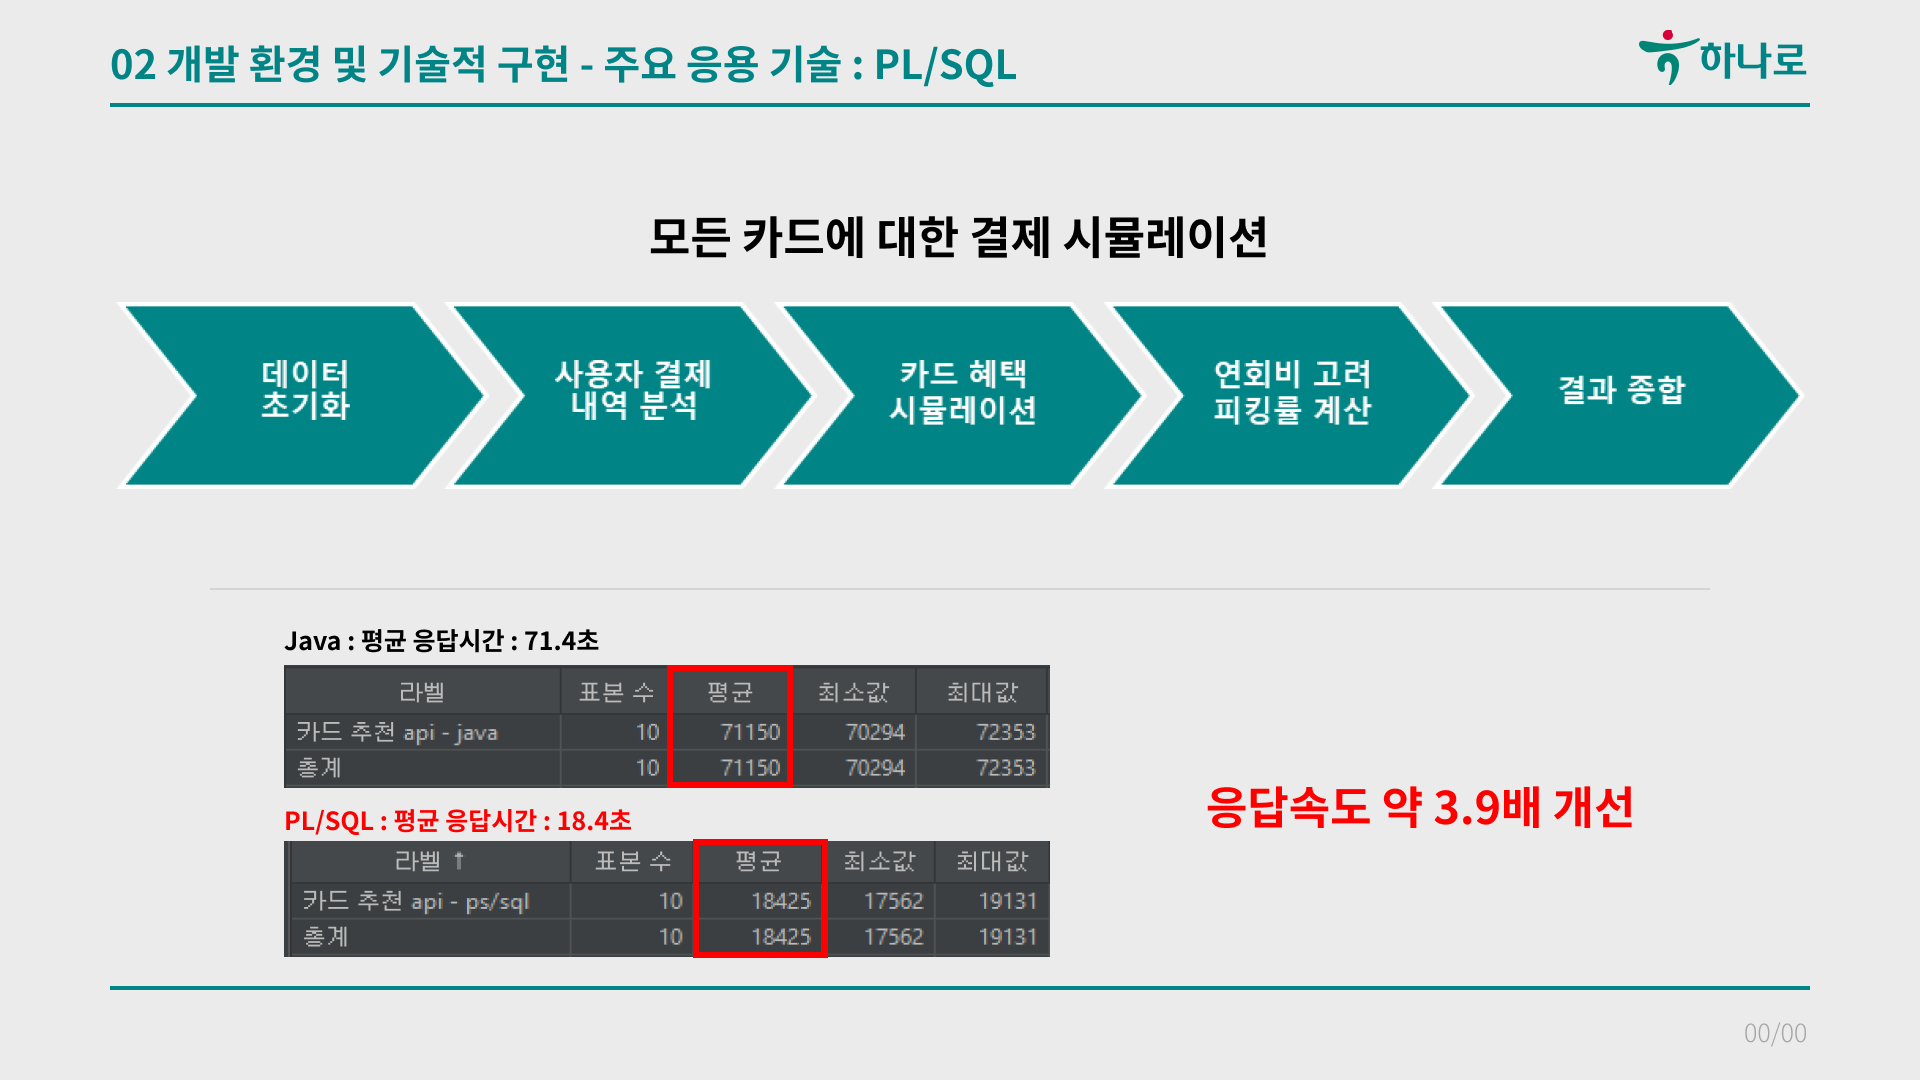 02 개발 환경 및 기술적 구현 - 주요 응용 기술 : PL/SQL
하나로
모든 카드에 대한 결제 시뮬레이션
데이터
초기화
사용자 결제
내역 분석
카드 혜택
시뮬레이션
연회비 고려
피킹률 계산
결과 종합
Java : 평균 응답시간 : 71.4초
라벨 표본 수 평균 최소값 최대값
카드 추천 api - java 10 71150 70294 72353
총계 10 71150 70294 72353
PL/SQL : 평균 응답시간 : 18.4초
라벨 ↑ 표본 수 평균 최소값 최대값
카드 추천 api - ps/sql 10 18425 17562 19131
총계 10 18425 17562 19131
응답속도 약 3.9배 개선
00/00